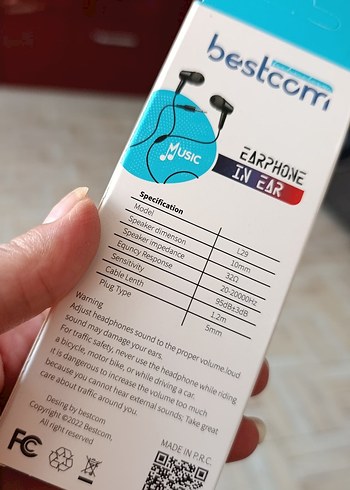 bestcom
Music
EARPHONE
IN EAR
Specification
Model L29
Speaker dimenson 10mm
Speaker impedance 32Ω
Equncy Response 20-20000Hz
Sensitivity 95dB±3dB
Cable Lenth 1.2m
Plug Type 5mm
Warning
Adjust headphones sound to the proper volume.loud
sound may damage your ears.
For traffic safety, never use the headphone while riding
a bicycle, motor bike, or while driving a car.
it is dangerous to increase the volume too much
because you cannot hear external sounds; Take great
care about traffic around you.
Desing by bestcom
Copyright ©2022 Bestcom,
All right reserved,
MADE IN P.R.C.
FC